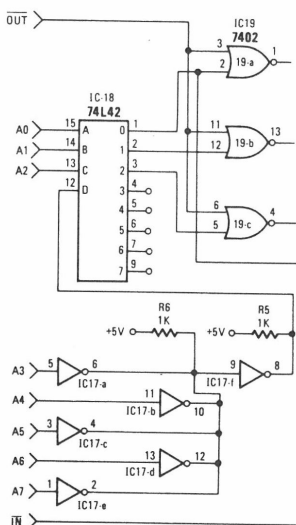 OUT
IC19
7402
3
2
1
19-a
IC-18
74L42
A0
15
A
0
1
A1
14
B
1
2
A2
13
C
2
3
12
D
3
4
4
5
5
6
6
7
7
9
11
12
13
19-b
6
5
4
19-c
R6
1K
R5
1K
+5V
+5V
A3
5
6
IC17-a
9
8
IC17-f
A4
11
10
IC17-b
A5
3
4
IC17-c
A6
13
12
IC17-d
A7
1
2
IC17-e
IN